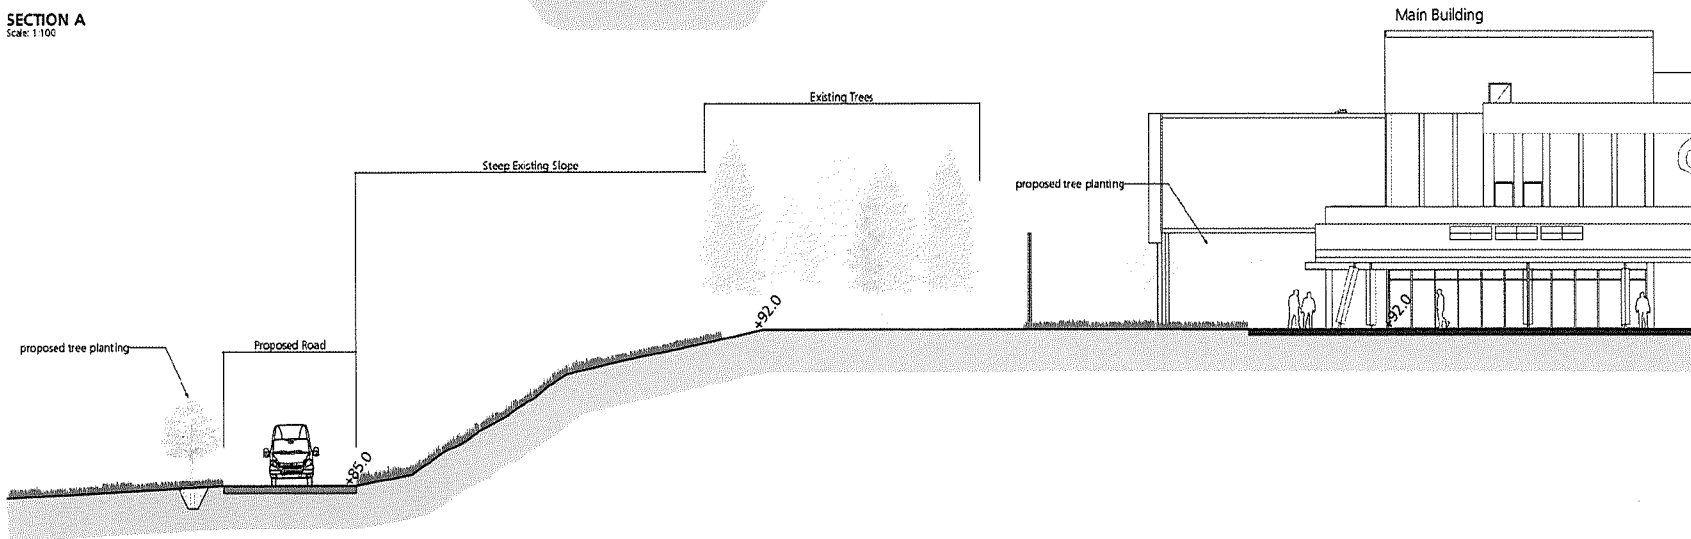 SECTION A
Scale: 1:100
Main Building
Existing Trees
Steep Existing Slope
proposed tree planting
+92.0
+92.0
proposed tree planting
Proposed Road
+85.0